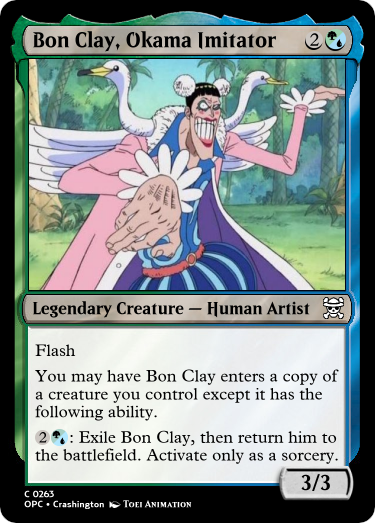 Bon Clay, Okama Imitator 2
Legendary Creature — Human Artist
Flash
You may have Bon Clay enters a copy of
a creature you control except it has the
following ability.
2 : Exile Bon Clay, then return him to
the battlefield. Activate only as a sorcery.
3/3
C 0263
OPC • Crashington TOEI ANIMATION